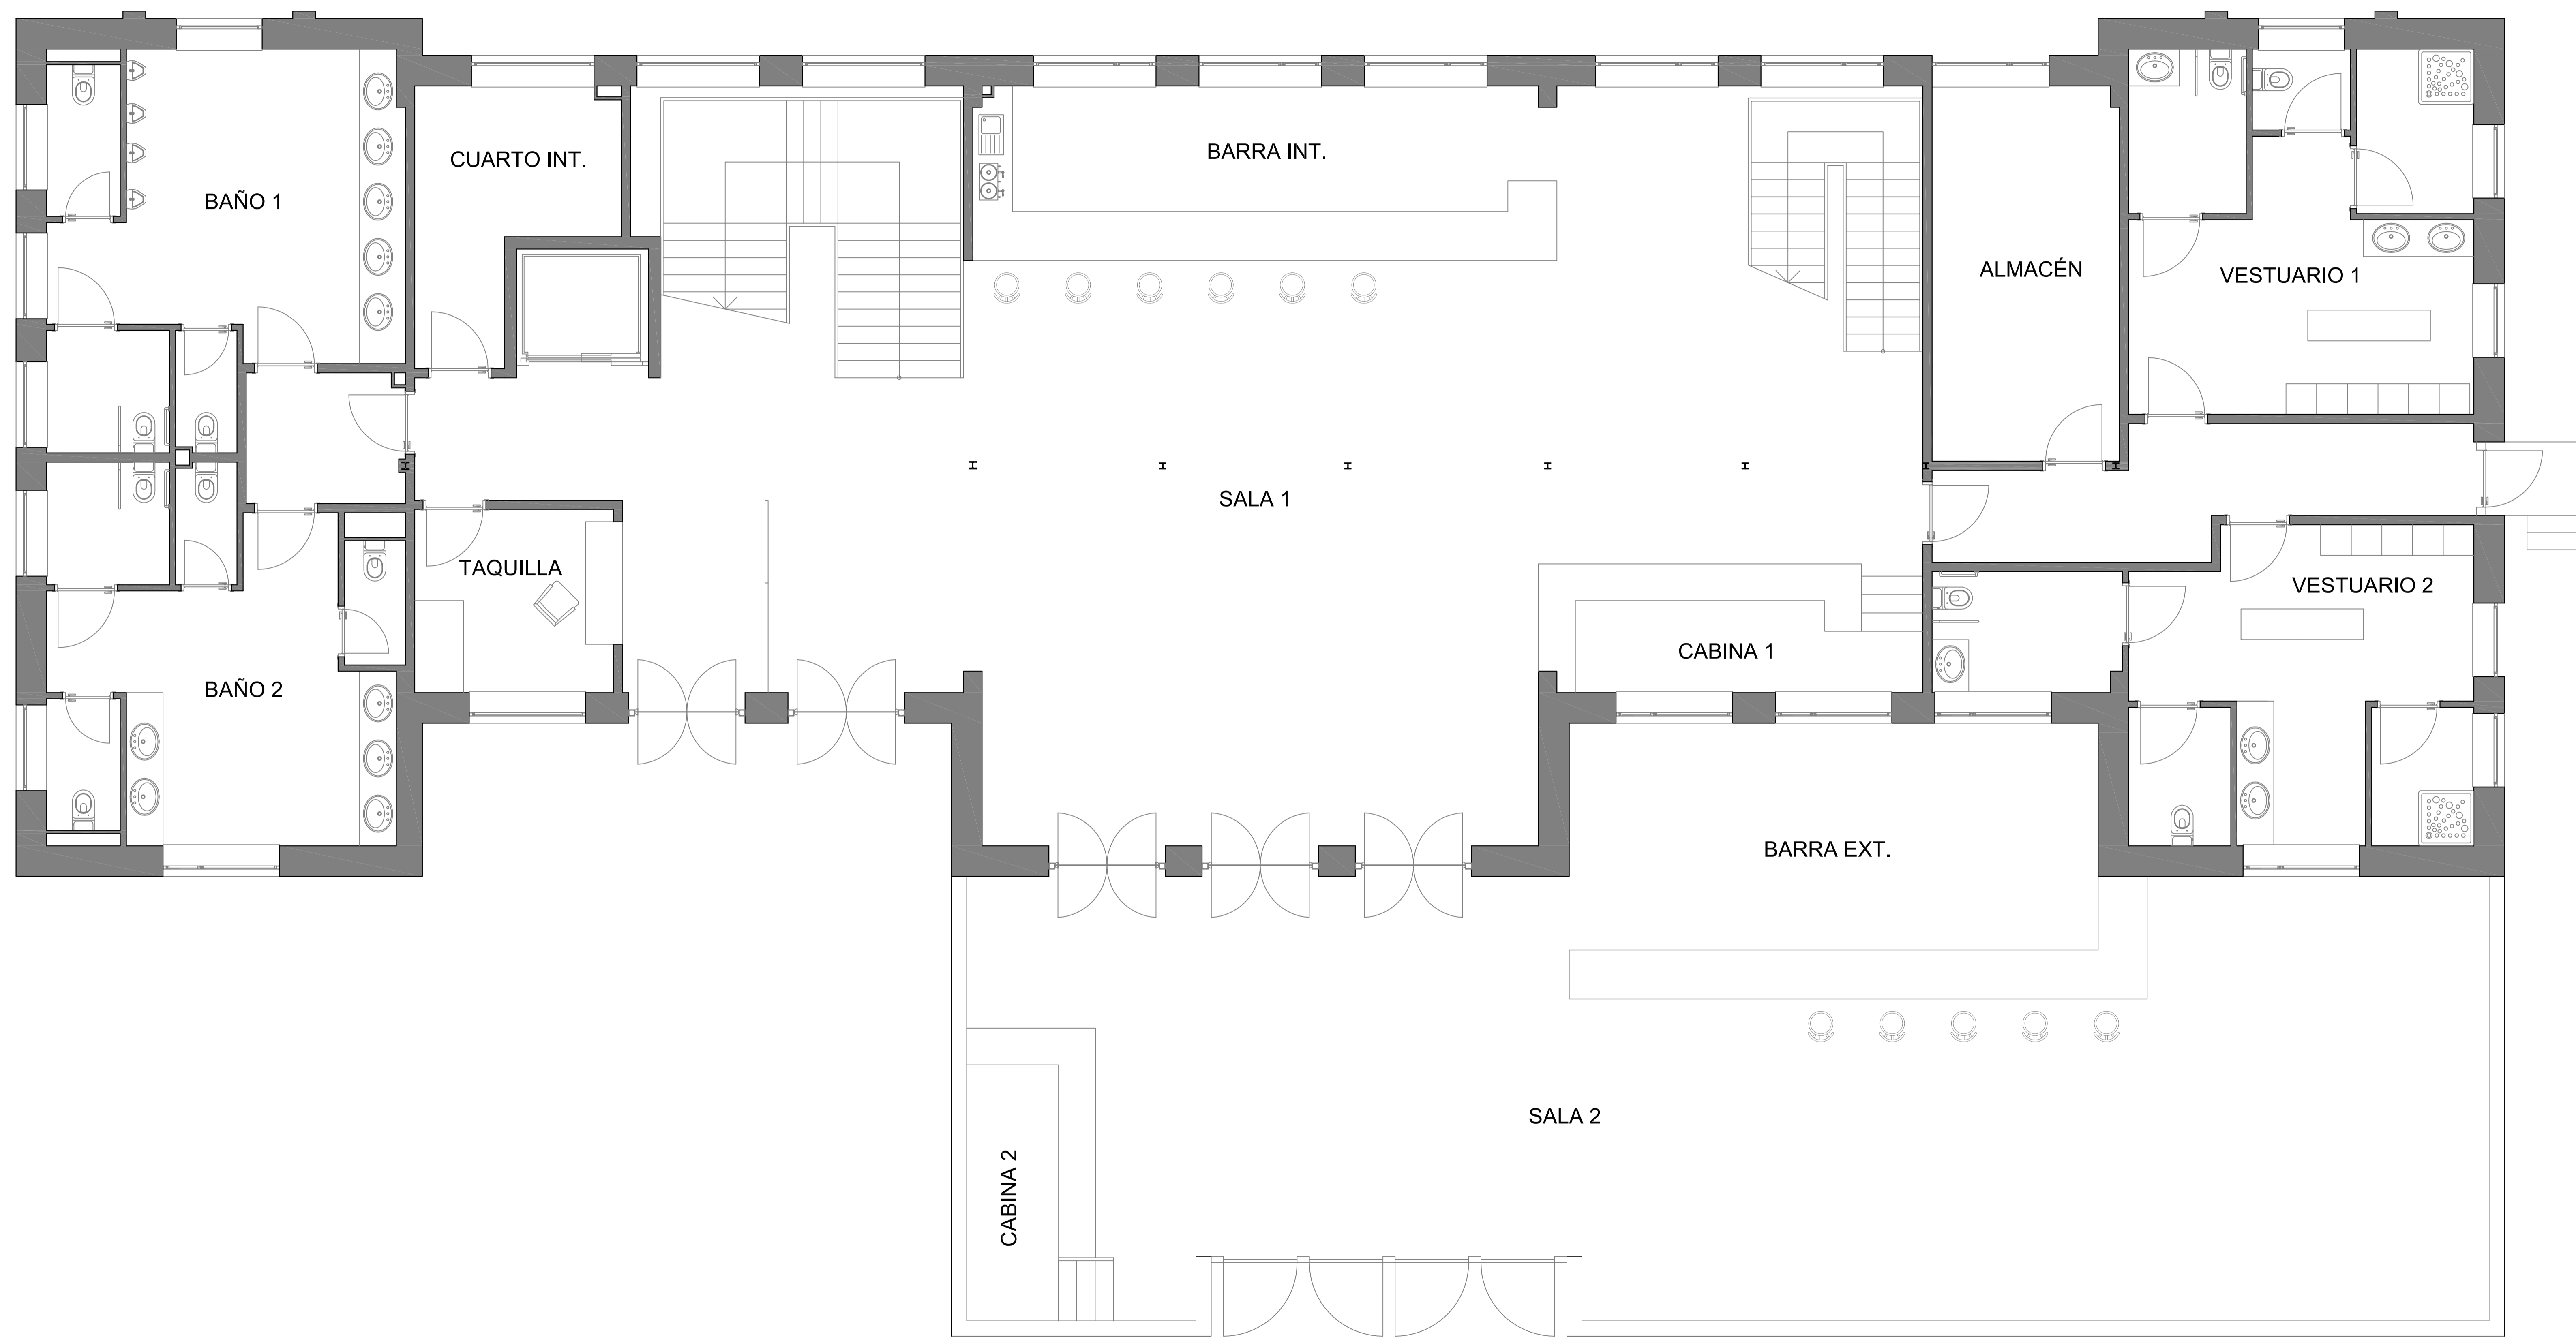 CUARTO INT.
BARRA INT.
BAÑO 1
ALMACÉN
VESTUARIO 1
SALA 1
TAQUILLA
VESTUARIO 2
CABINA 1
BAÑO 2
BARRA EXT.
SALA 2
CABINA 2